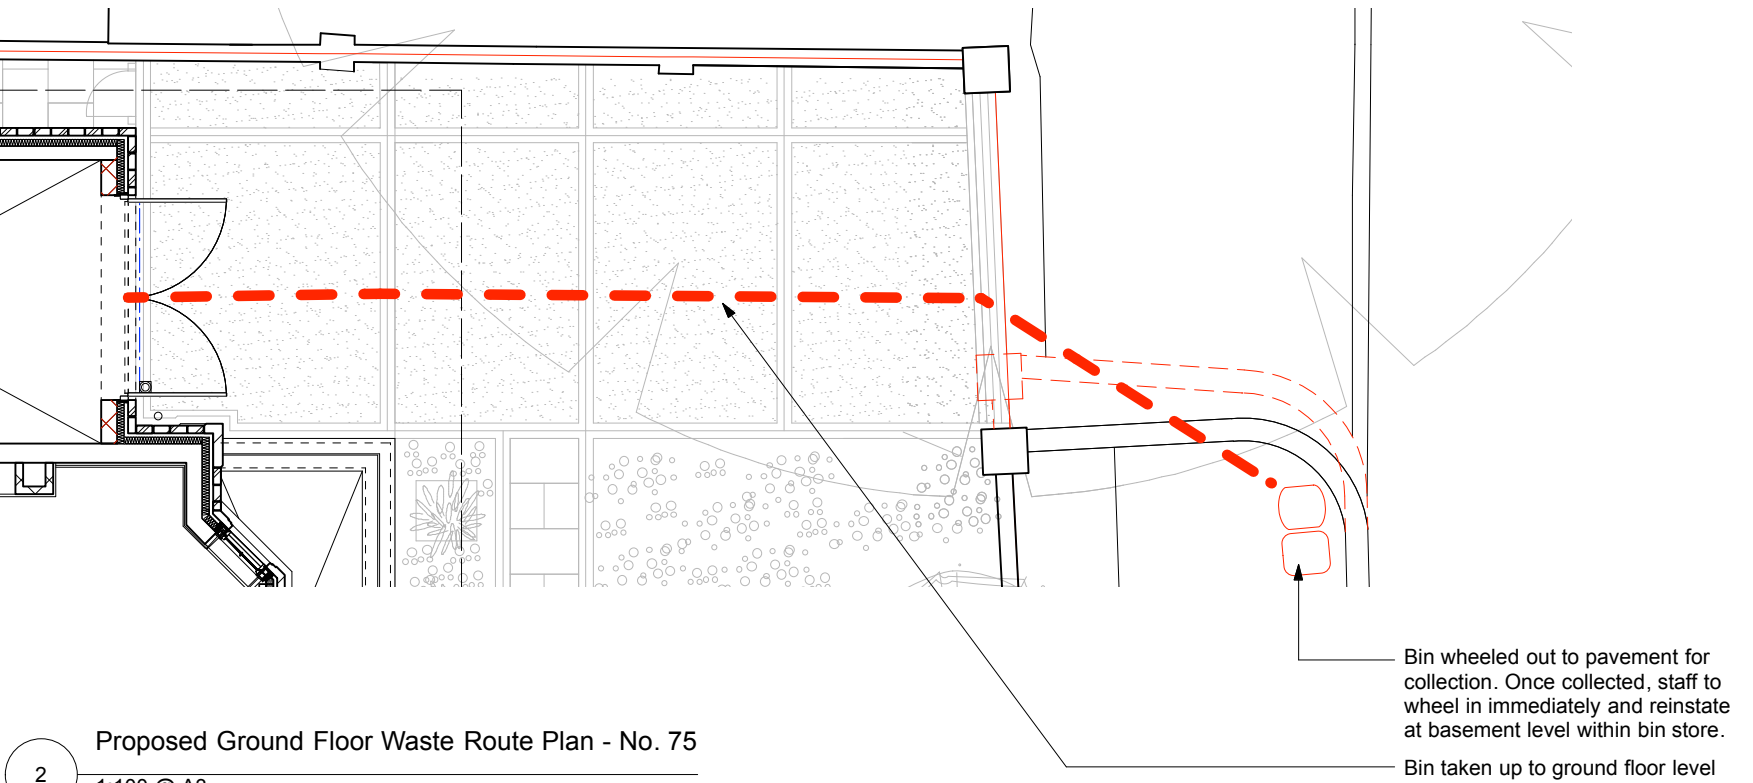 Bin wheeled out to pavement for
collection. Once collected, staff to
wheel in immediately and reinstate
at basement level within bin store.
Bin taken up to ground floor level
2
Proposed Ground Floor Waste Route Plan - No. 75